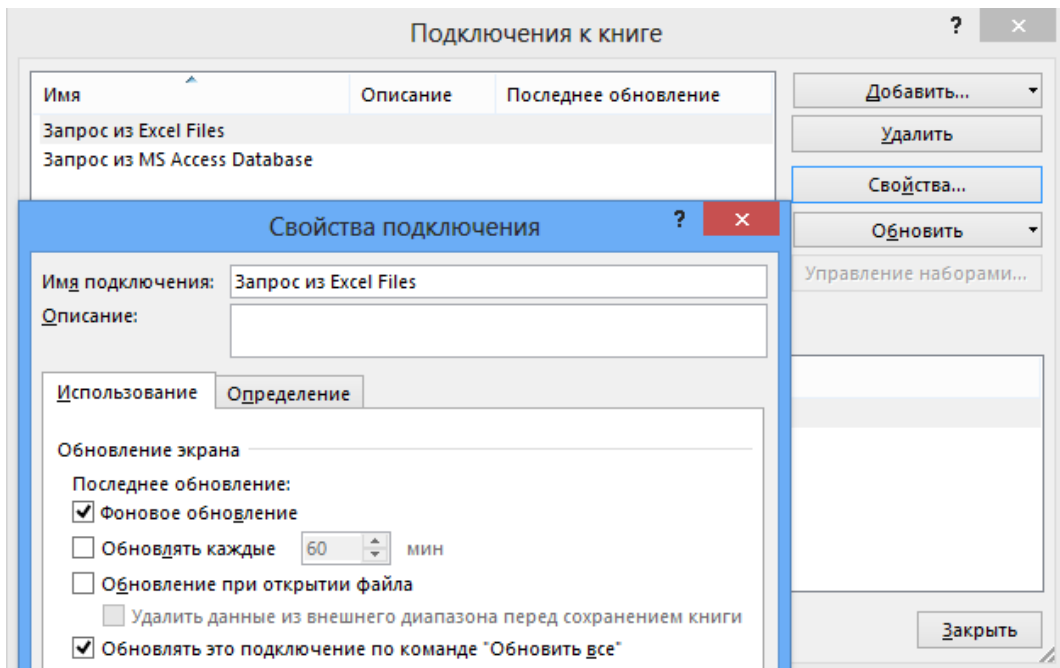 Подключения к книге
?
Имя Описание Последнее обновление
Добавить...
Запрос из Excel Files
Удалить
Запрос из MS Access Database
Свойства...
Свойства подключения
?
Обновить
Имя подключения: Запрос из Excel Files
Управление наборами...
Описание:
Использование Определение
Обновление экрана
Последнее обновление:
Фоновое обновление
Обновлять каждые 60 мин
Обновление при открытии файла
Удалить данные из внешнего диапазона перед сохранением книги
Закрыть
Обновлять это подключение по команде "Обновить все"